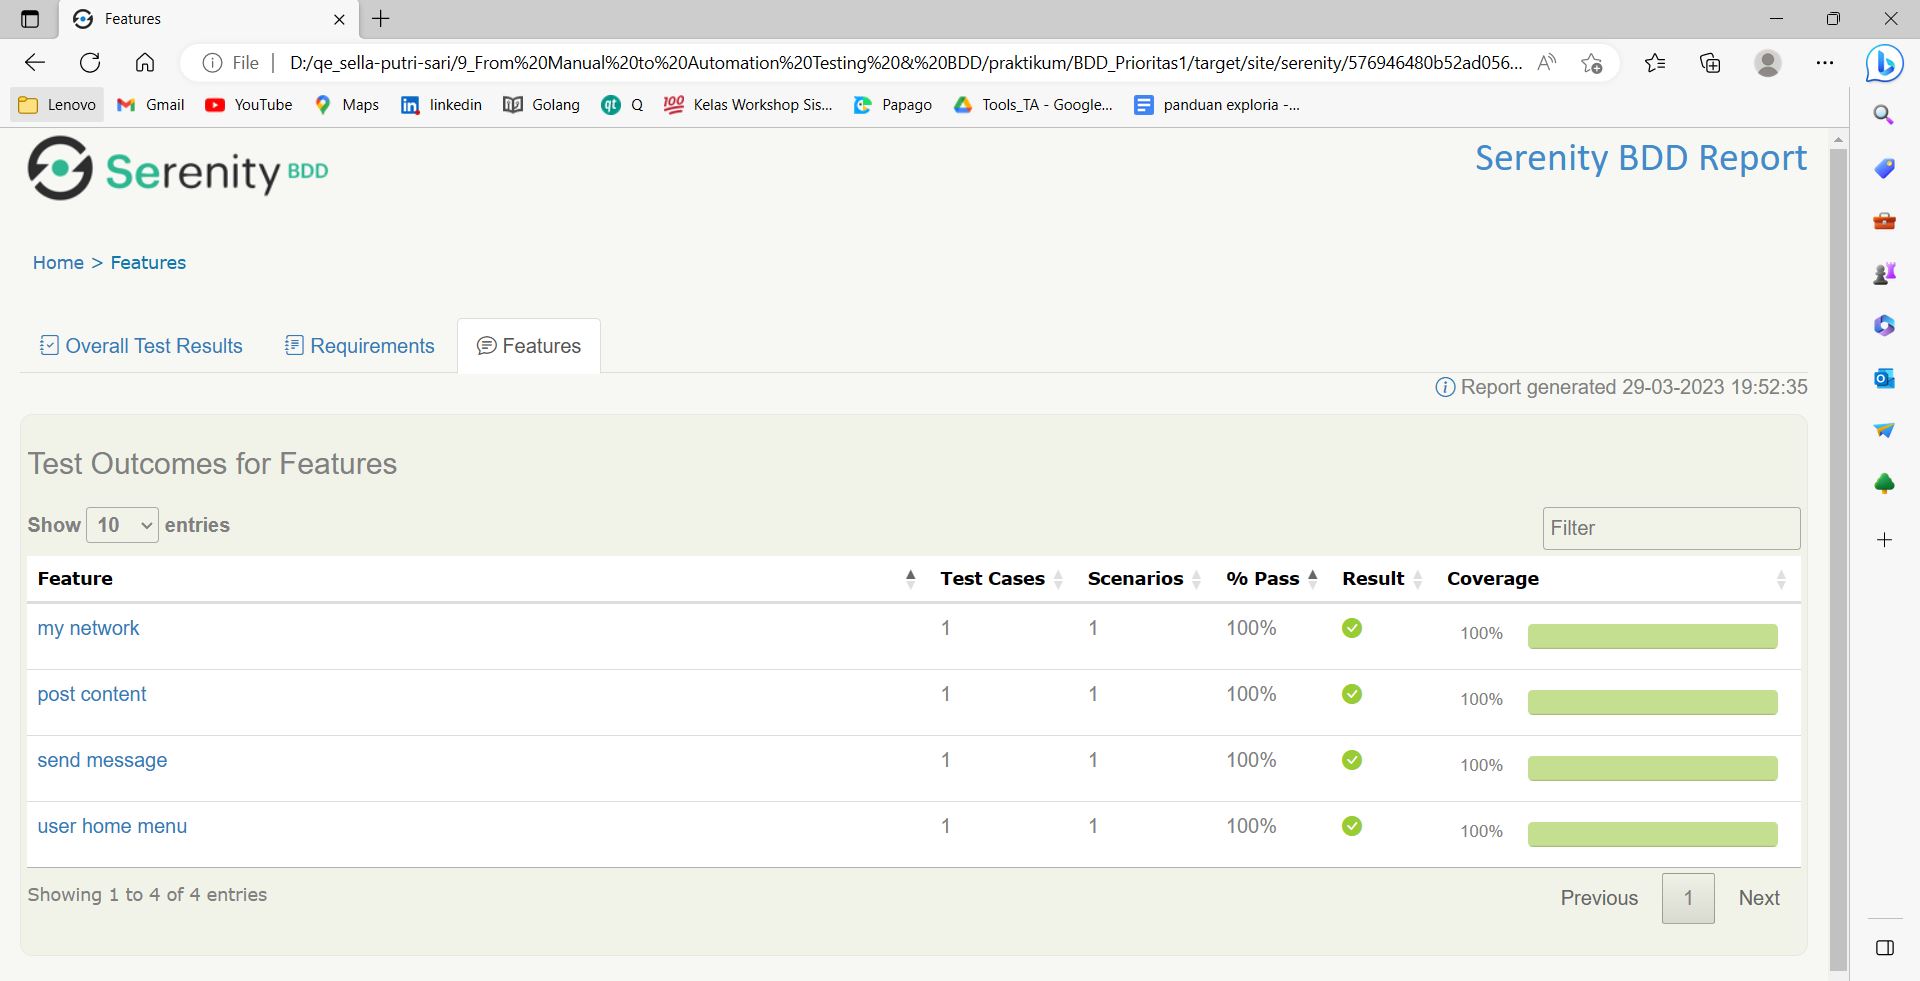 Features
File
D:/qe_sella-putri-sari/9_From%20Manual%20to%20Automation%20Testing%20&%20BDD/praktikum/BDD_Prioritas1/target/site/serenity/576946480b52ad056...
Lenovo Gmail YouTube Maps linkedin Golang Q Kelas Workshop Sis... Papago Tools_TA - Google... panduan exploria -...
Serenity BDD
Serenity BDD Report
Home > Features
Overall Test Results Requirements Features
Report generated 29-03-2023 19:52:35
Test Outcomes for Features
Show 10 entries
Filter
Feature Test Cases Scenarios % Pass Result Coverage
my network 1 1 100% 100%
post content 1 1 100% 100%
send message 1 1 100% 100%
user home menu 1 1 100% 100%
Showing 1 to 4 of 4 entries
Previous 1 Next